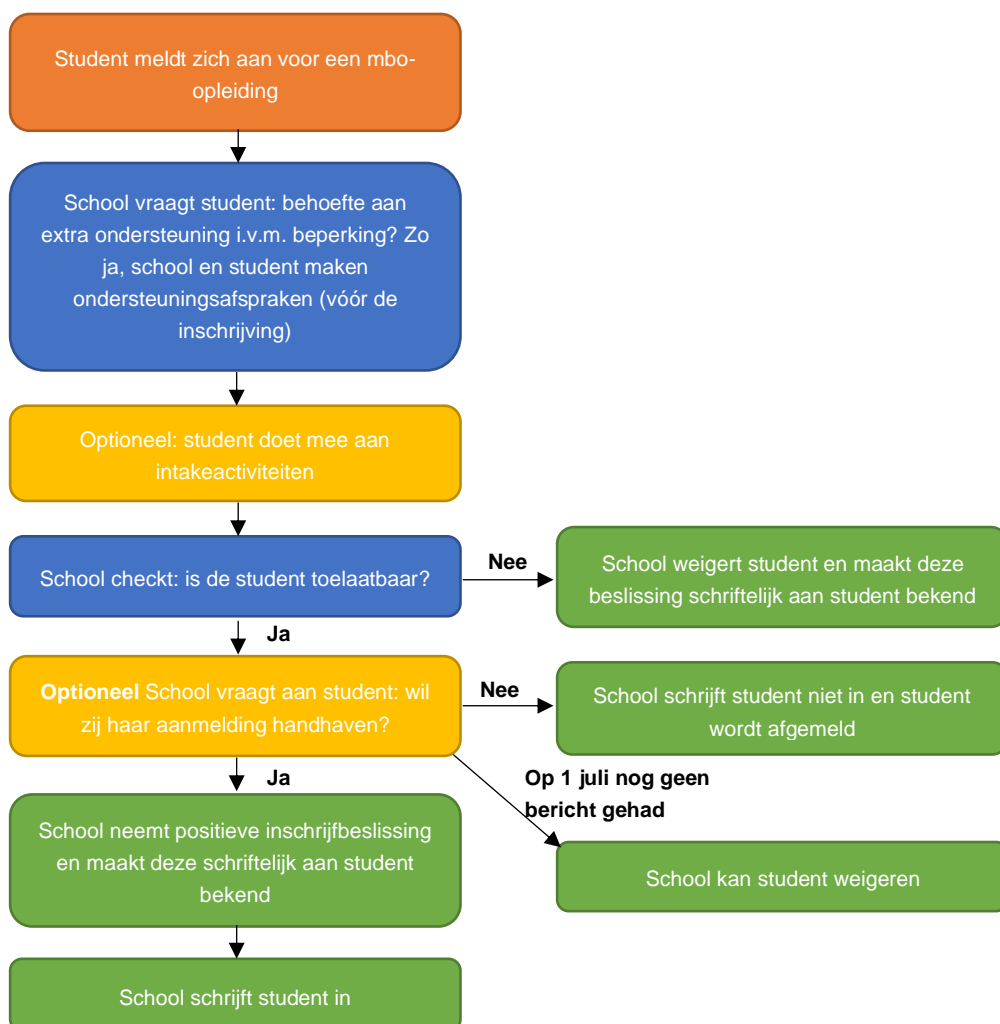 Student meldt zich aan voor een mbo-
opleiding
School vraagt student: behoefte aan
extra ondersteuning i.v.m. beperking? Zo
ja, school en student maken
ondersteuningsafspraken (vóór de
inschrijving)
Optioneel: student doet mee aan
intakeactiviteiten
School checkt: is de student toelaatbaar?
Nee
School weigert student en maakt deze
beslissing schriftelijk aan student bekend
Ja
Optioneel School vraagt aan student: wil
zij haar aanmelding handhaven?
Nee
School schrijft student niet in en student
wordt afgemeld
Ja
Op 1 juli nog geen
bericht gehad
School neemt positieve inschrijfbeslissing
en maakt deze schriftelijk aan student
bekend
School kan student weigeren
School schrijft student in